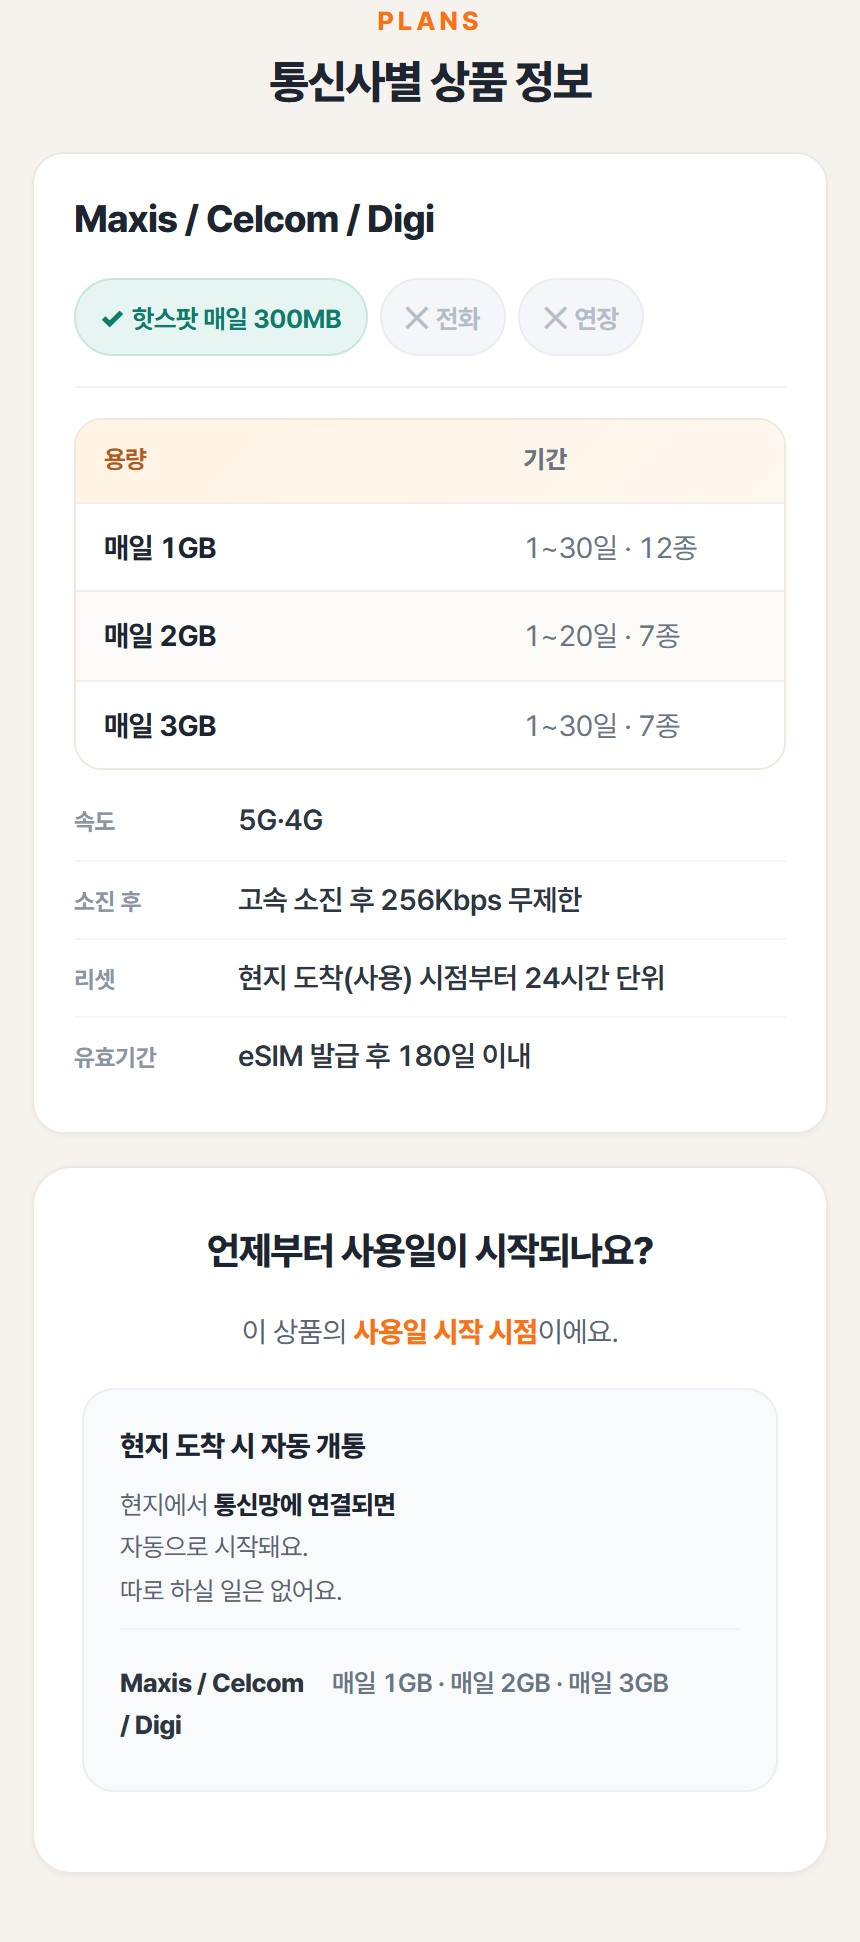 PLANS
통신사별 상품 정보
Maxis / Celcom / Digi
✓ 핫스팟 매일 300MB ✕ 전화 ✕ 연장
용량 기간
매일 1GB 1~30일 · 12종
매일 2GB 1~20일 · 7종
매일 3GB 1~30일 · 7종
속도 5G·4G
소진 후 고속 소진 후 256Kbps 무제한
리셋 현지 도착(사용) 시점부터 24시간 단위
유효기간 eSIM 발급 후 180일 이내
언제부터 사용일이 시작되나요?
이 상품의 사용일 시작 시점이에요.
현지 도착 시 자동 개통
현지에서 통신망에 연결되면
자동으로 시작돼요.
따로 하실 일은 없어요.
Maxis / Celcom 매일 1GB · 매일 2GB · 매일 3GB
/ Digi